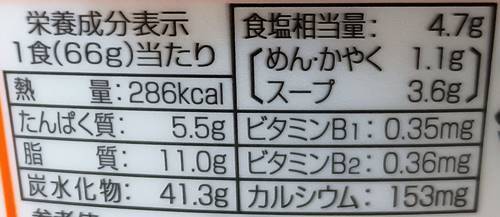 栄養成分表示
1食(66g)当たり
熱量:286kcal
たんぱく質: 5.5g
脂質: 11.0g
炭水化物: 41.3g
食塩相当量: 4.7g
めん・かやく 1.1g
スープ 3.6g
ビタミンB1: 0.35mg
ビタミンB2: 0.36mg
カルシウム: 153mg